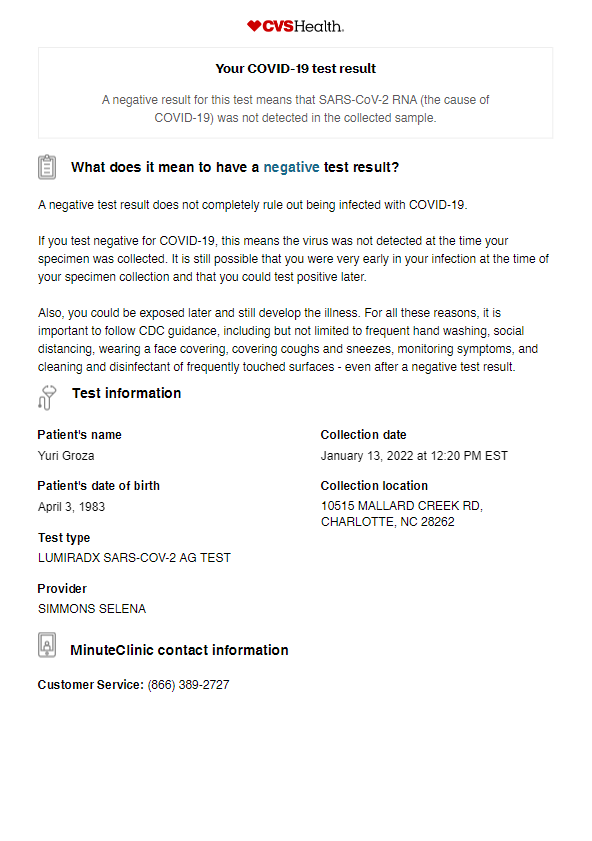 CVSHealth.
Your COVID-19 test result
A negative result for this test means that SARS-CoV-2 RNA (the cause of
COVID-19) was not detected in the collected sample.
What does it mean to have a negative test result?
A negative test result does not completely rule out being infected with COVID-19.
If you test negative for COVID-19, this means the virus was not detected at the time your
specimen was collected. It is still possible that you were very early in your infection at the time of
your specimen collection and that you could test positive later.
Also, you could be exposed later and still develop the illness. For all these reasons, it is
important to follow CDC guidance, including but not limited to frequent hand washing, social
distancing, wearing a face covering, covering coughs and sneezes, monitoring symptoms, and
cleaning and disinfectant of frequently touched surfaces - even after a negative test result.
Test information
Patient's name
Yuri Groza
Collection date
January 13, 2022 at 12:20 PM EST
Patient's date of birth
April 3, 1983
Collection location
10515 MALLARD CREEK RD,
CHARLOTTE, NC 28262
Test type
LUMIRADX SARS-COV-2 AG TEST
Provider
SIMMONS SELENA
MinuteClinic contact information
Customer Service: (866) 389-2727